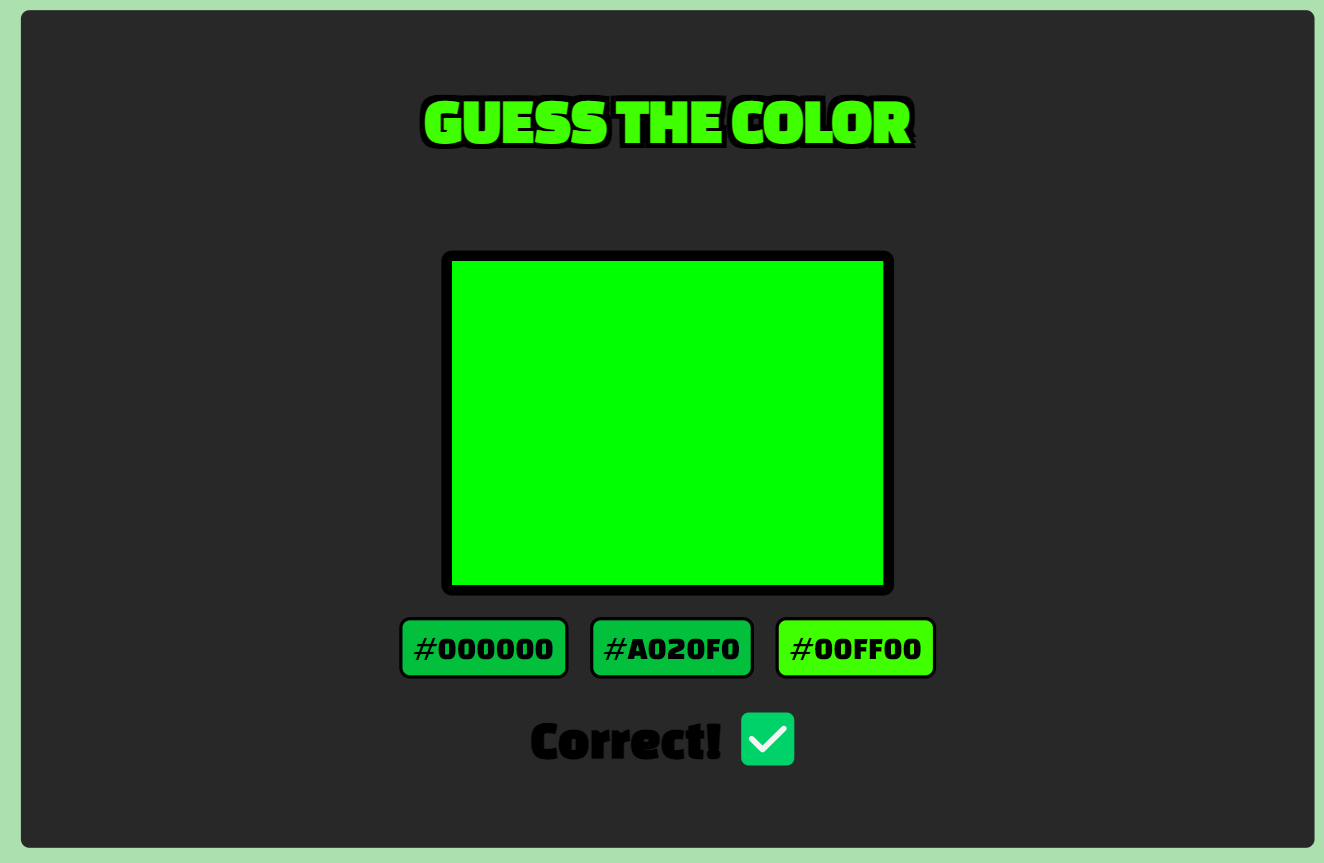 GUESS THE COLOR
#000000 #A020F0 #00FF00
Correct! ✅